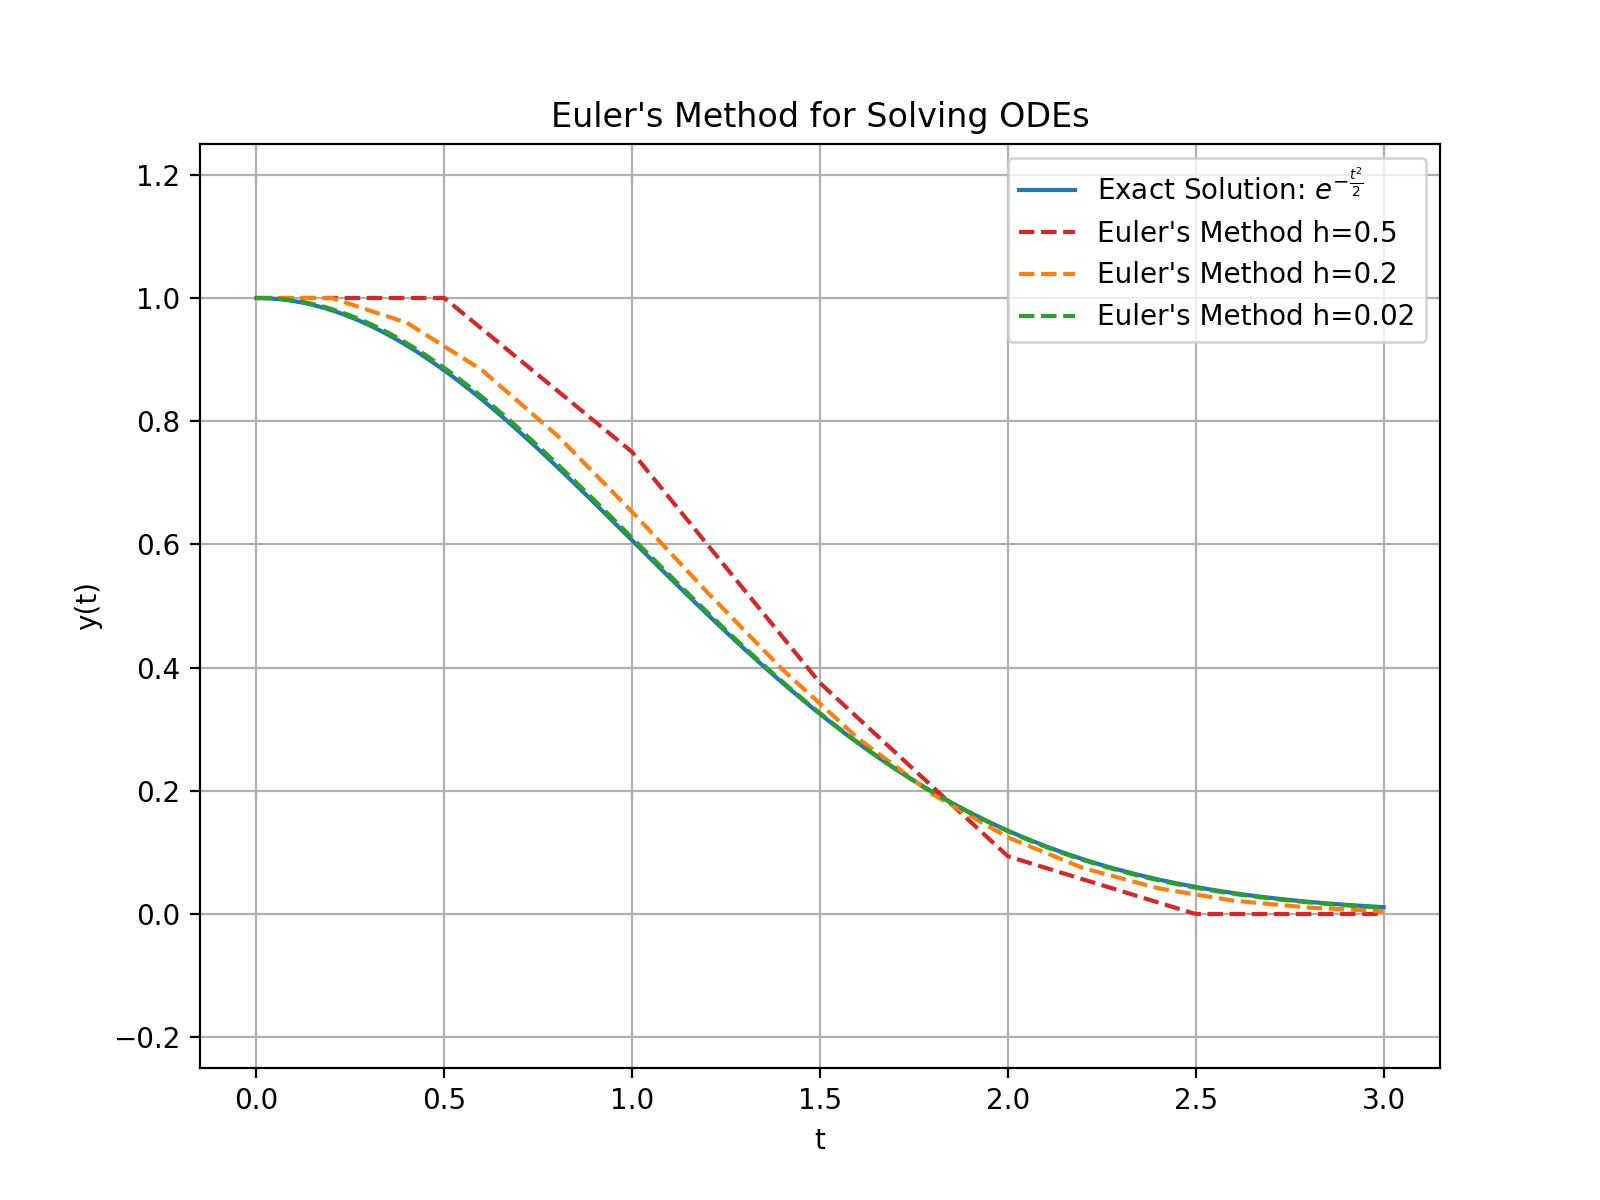 Euler's Method for Solving ODEs
Exact Solution: $e^{-\frac{t^2}{2}}$
Euler's Method h=0.5
Euler's Method h=0.2
Euler's Method h=0.02
y(t)
1.2
1.0
0.8
0.6
0.4
0.2
0.0
−0.2
0.0 0.5 1.0 1.5 2.0 2.5 3.0
t